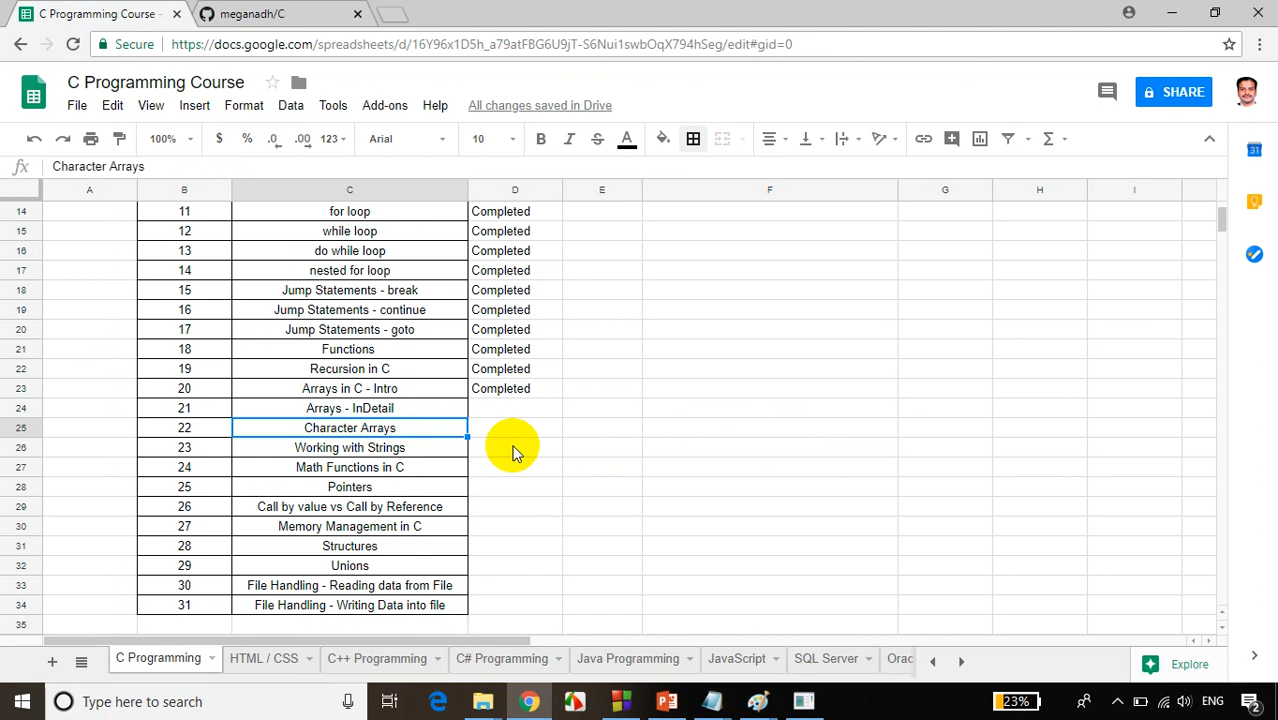 C Programming Course -
meganadh/C
Secure
https://docs.google.com/spreadsheets/d/16Y96x1D5h_a79atFBG6U9jT-S6Nui1swbOqX794hSeg/edit#gid=0
C Programming Course
SHARE
File Edit View Insert Format Data Tools Add-ons Help All changes saved in Drive
100% $ % .0 .00 123 Arial 10 B I S A
fx Character Arrays
A B C D E F G H I
14 11 for loop Completed
15 12 while loop Completed
16 13 do while loop Completed
17 14 nested for loop Completed
18 15 Jump Statements - break Completed
19 16 Jump Statements - continue Completed
20 17 Jump Statements - goto Completed
21 18 Functions Completed
22 19 Recursion in C Completed
23 20 Arrays in C - Intro Completed
24 21 Arrays - InDetail
25 22 Character Arrays
26 23 Working with Strings
27 24 Math Functions in C
28 25 Pointers
29 26 Call by value vs Call by Reference
30 27 Memory Management in C
31 28 Structures
32 29 Unions
33 30 File Handling - Reading data from File
34 31 File Handling - Writing Data into file
35
C Programming HTML / CSS C++ Programming C# Programming Java Programming JavaScript SQL Server Orac
Explore
Type here to search
23%
ENG
2
31